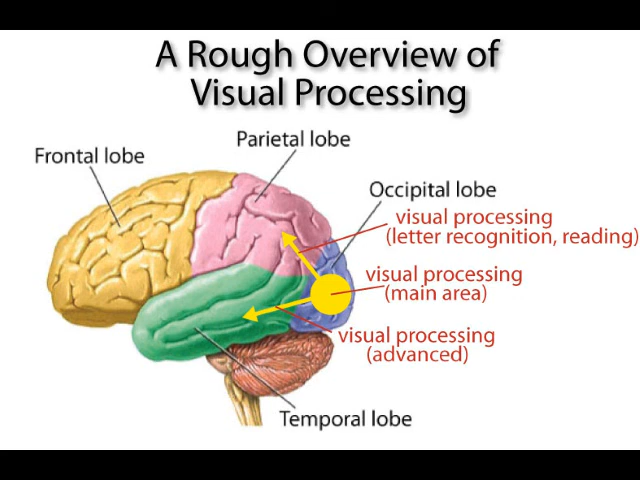 A Rough Overview of
Visual Processing
Parietal lobe
Frontal lobe
Occipital lobe
visual processing
(letter recognition, reading)
visual processing
(main area)
visual processing
(advanced)
Temporal lobe